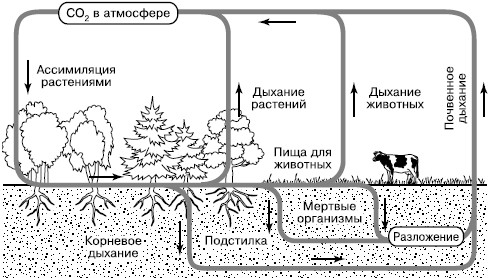 CO2 в атмосфере
Ассимиляция
растениями
Дыхание
растений
Дыхание
животных
Почвенное
дыхание
Пища для
животных
Мертвые
организмы
Корневое
дыхание
Подстилка
Разложение